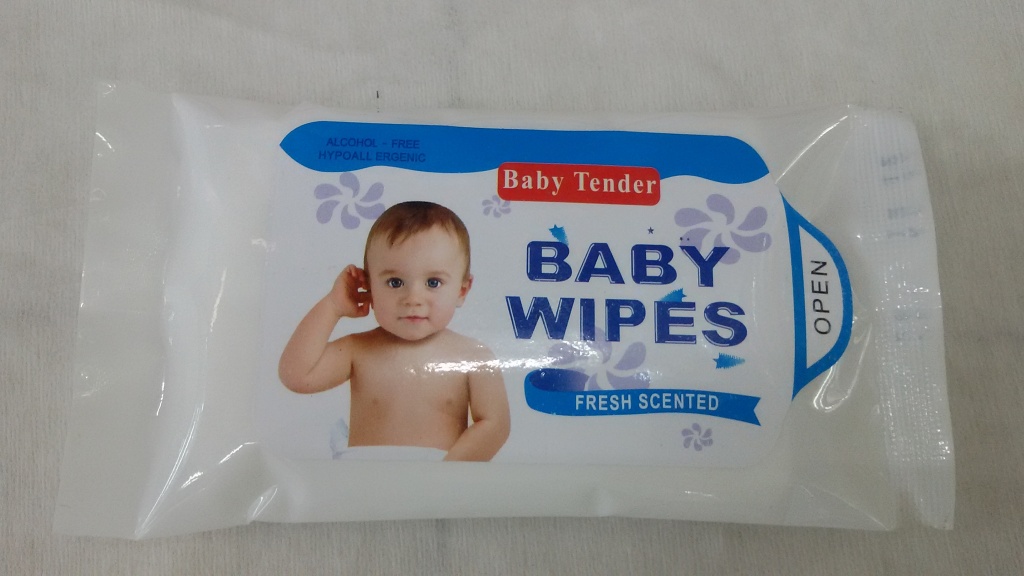 ALCOHOL - FREE
HYPOALL ERGENIC
Baby Tender
BABY
WIPES
FRESH SCENTED
OPEN